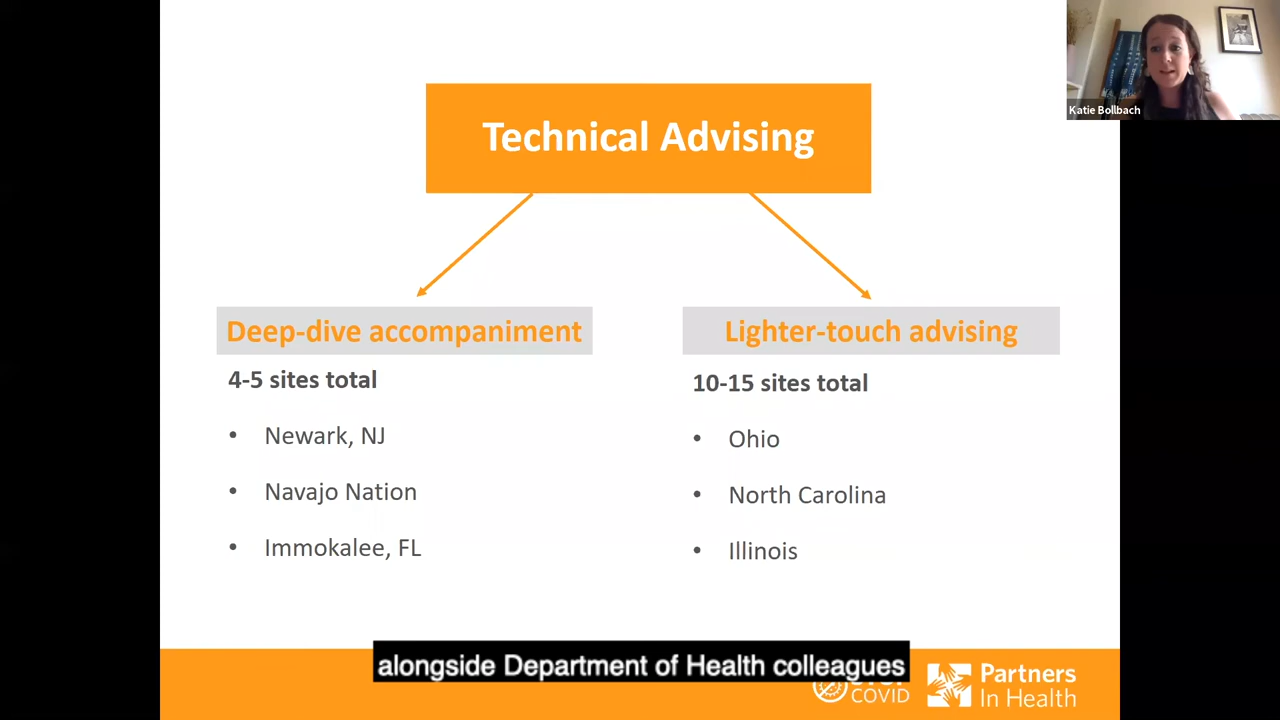 Katie Bollbach
Technical Advising
Deep-dive accompaniment
4-5 sites total
• Newark, NJ
• Navajo Nation
• Immokalee, FL
Lighter-touch advising
10-15 sites total
• Ohio
• North Carolina
• Illinois
alongside Department of Health colleagues
COVID
Partners
In Health